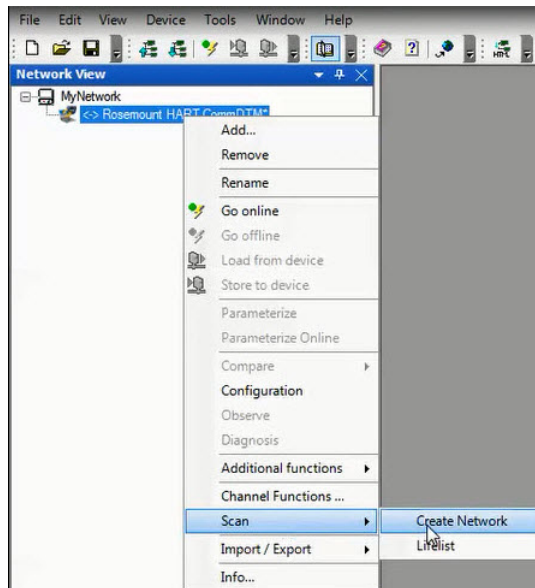 File Edit View Device Tools Window Help
Network View
MyNetwork
<-> Rosemount HART CommDTM*
Add...
Remove
Rename
Go online
Go offline
Load from device
Store to device
Parameterize
Parameterize Online
Compare
Configuration
Observe
Diagnosis
Additional functions
Channel Functions ...
Scan
Create Network
Lifelist
Import / Export
Info...